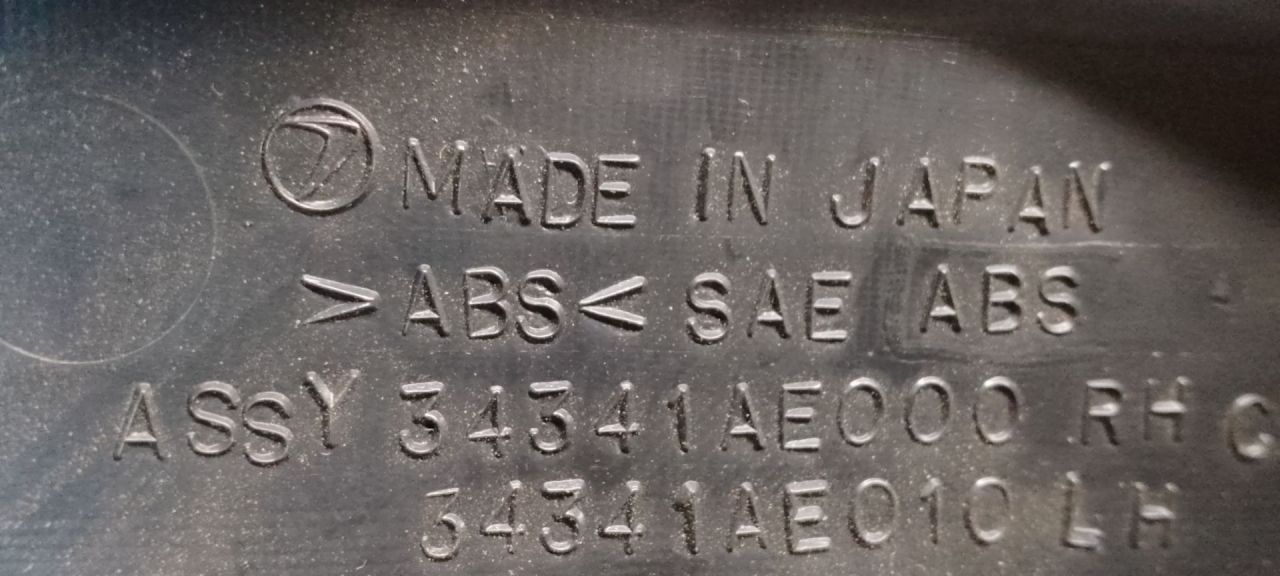 MADE IN JAPAN
>ABS< SAE ABS
ASSY 34341AE000 RH C
34341AE010 LH